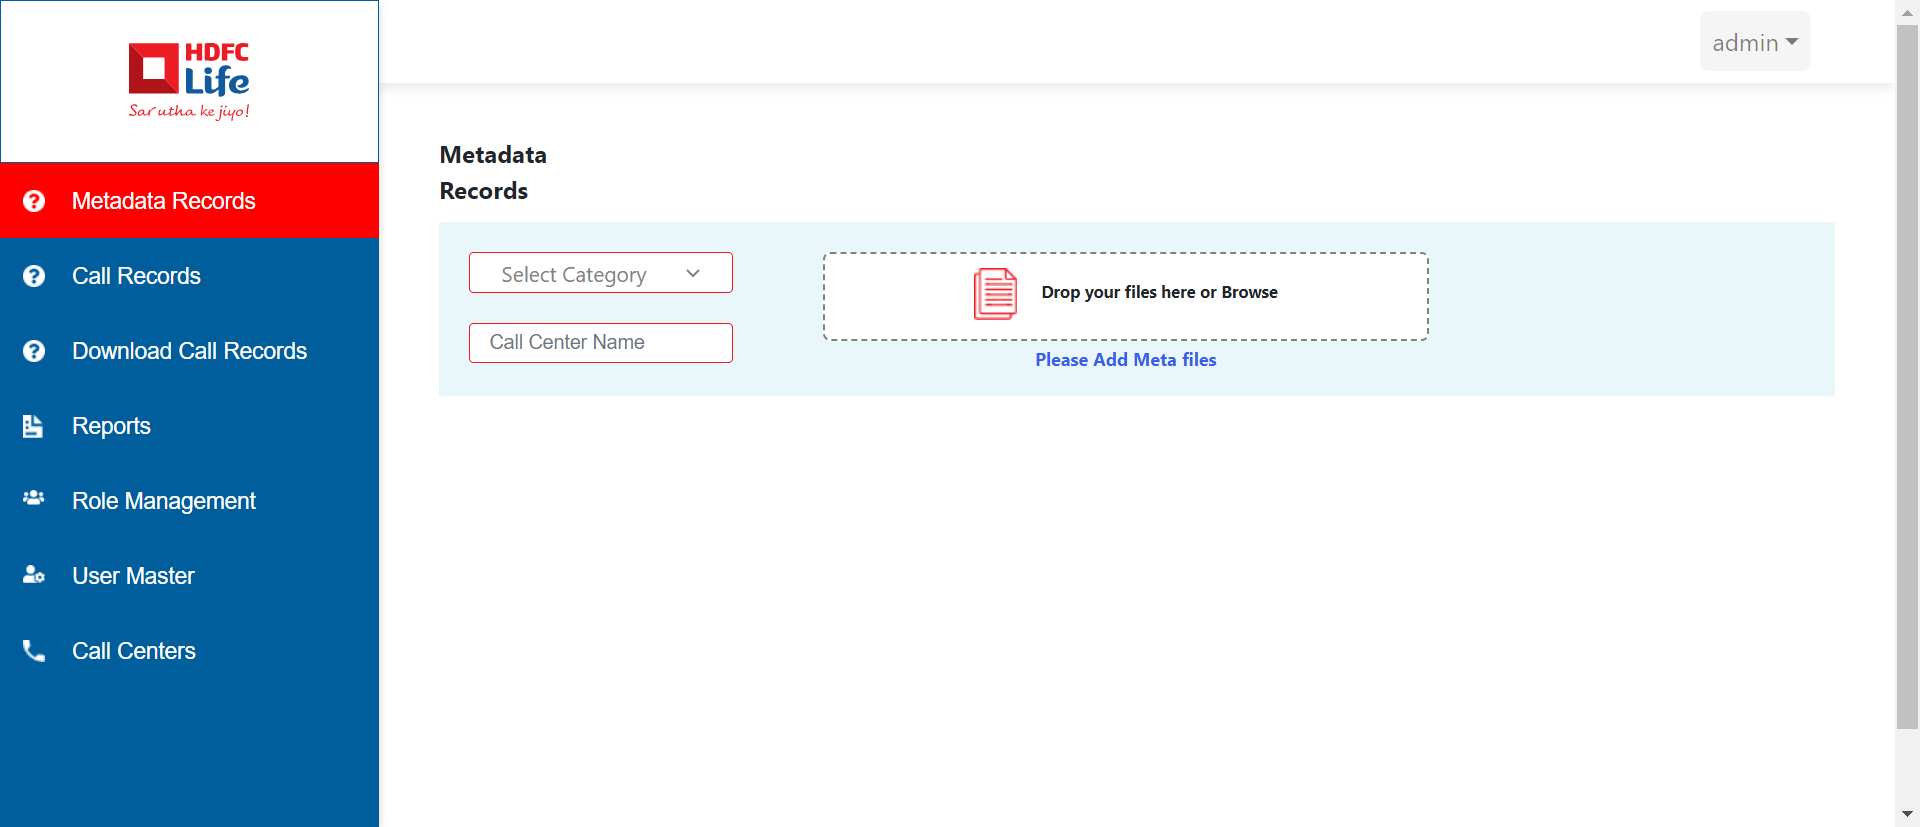 HDFC
Life
Sar utha ke jiyo!
admin
Metadata Records
Call Records
Download Call Records
Reports
Role Management
User Master
Call Centers
Metadata
Records
Select Category
Call Center Name
Drop your files here or Browse
Please Add Meta files